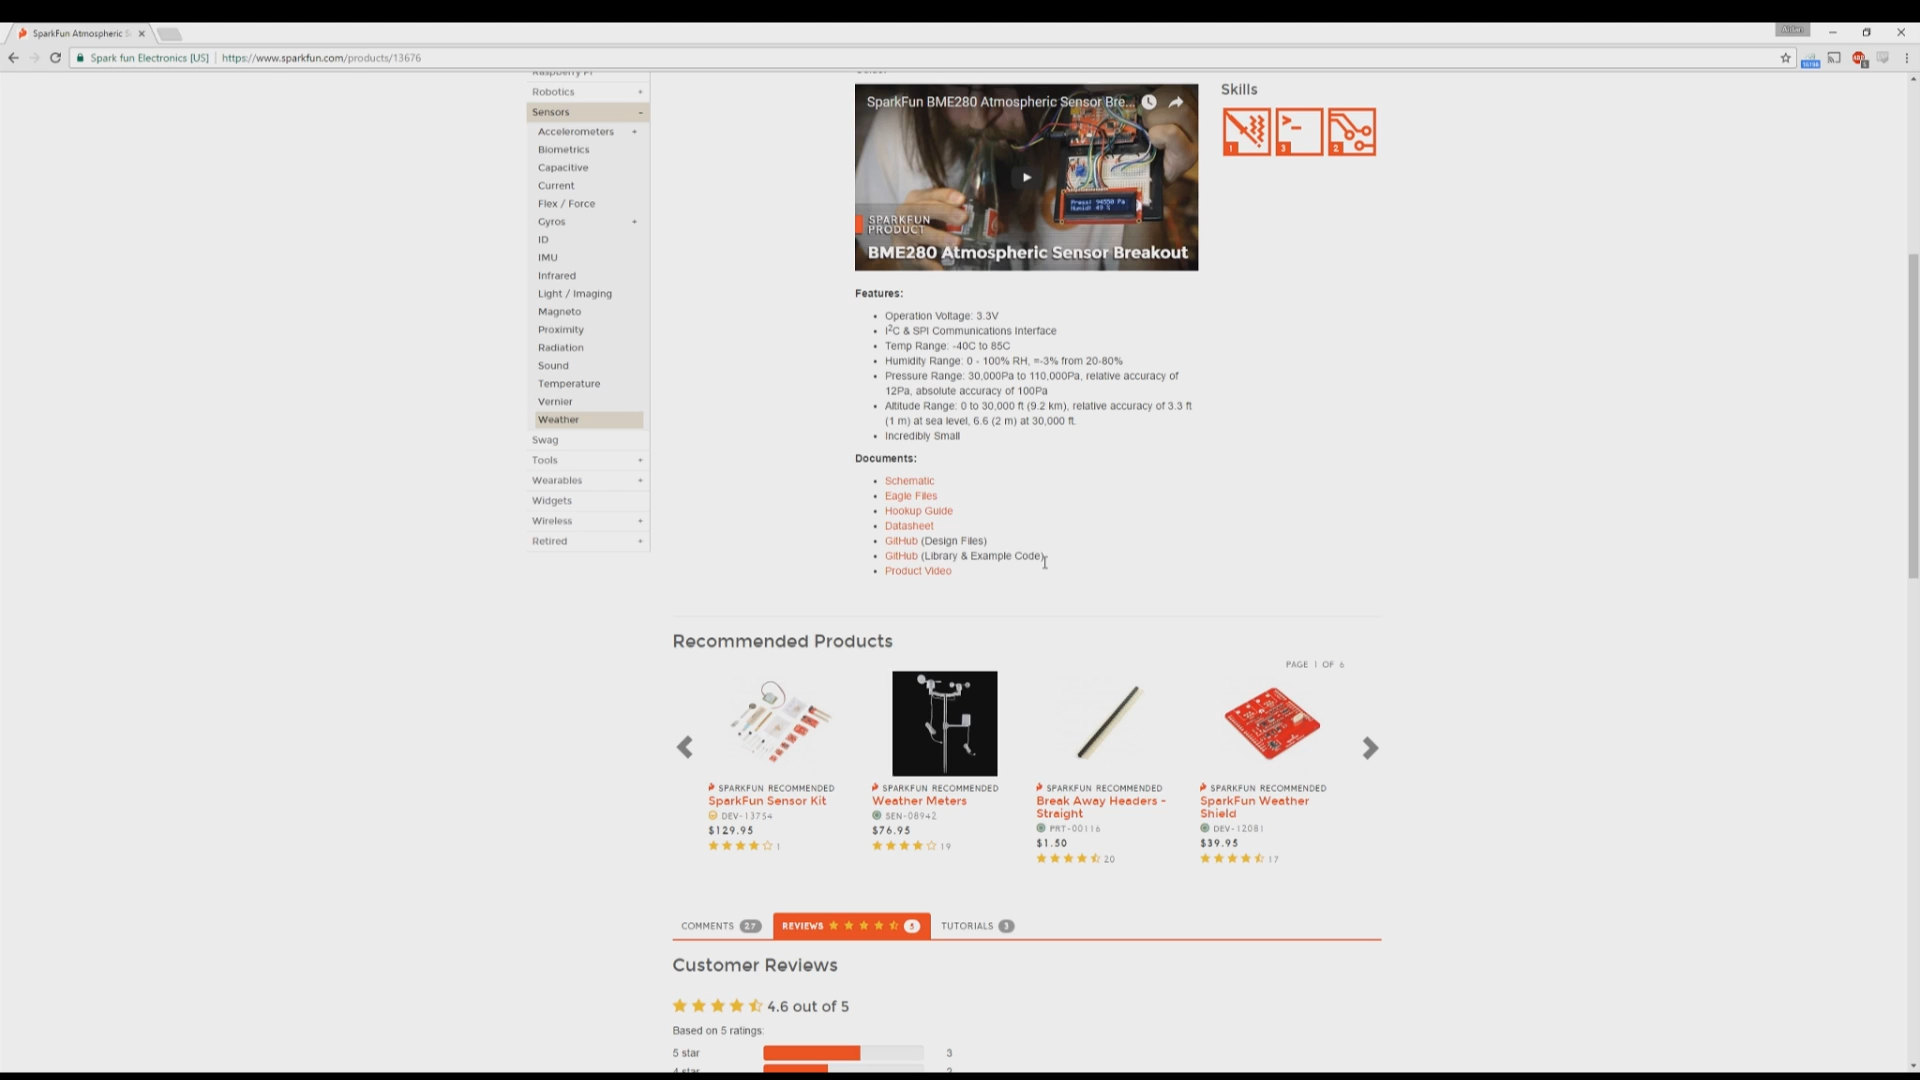 SparkFun Atmospheric S
Spark fun Electronics [US] | https://www.sparkfun.com/products/13676
Raspberry Pi
Robotics +
Sensors -
Accelerometers +
Biometrics
Capacitive
Current
Flex / Force
Gyros +
ID
IMU
Infrared
Light / Imaging
Magneto
Proximity
Radiation
Sound
Temperature
Vernier
Weather
Swag
Tools +
Wearables +
Widgets
Wireless +
Retired +
SparkFun BME280 Atmospheric Sensor Bre...
SPARKFUN
PRODUCT
BME280 Atmospheric Sensor Breakout
Skills
1 3 2
Features:
• Operation Voltage: 3.3V
• I2C & SPI Communications Interface
• Temp Range: -40C to 85C
• Humidity Range: 0 - 100% RH, =-3% from 20-80%
• Pressure Range: 30,000Pa to 110,000Pa, relative accuracy of
12Pa, absolute accuracy of 100Pa
• Altitude Range: 0 to 30,000 ft (9.2 km), relative accuracy of 3.3 ft
(1 m) at sea level, 6.6 (2 m) at 30,000 ft.
• Incredibly Small
Documents:
• Schematic
• Eagle Files
• Hookup Guide
• Datasheet
• GitHub (Design Files)
• GitHub (Library & Example Code)
• Product Video
Recommended Products
PAGE 1 OF 6
SPARKFUN RECOMMENDED
SparkFun Sensor Kit
DEV-13754
$129.95
1
SPARKFUN RECOMMENDED
Weather Meters
SEN-08942
$76.95
19
SPARKFUN RECOMMENDED
Break Away Headers -
Straight
PRT-00116
$1.50
20
SPARKFUN RECOMMENDED
SparkFun Weather
Shield
DEV-12081
$39.95
17
COMMENTS 27 REVIEWS 5 TUTORIALS 3
Customer Reviews
4.6 out of 5
Based on 5 ratings:
5 star 3
4 star 2